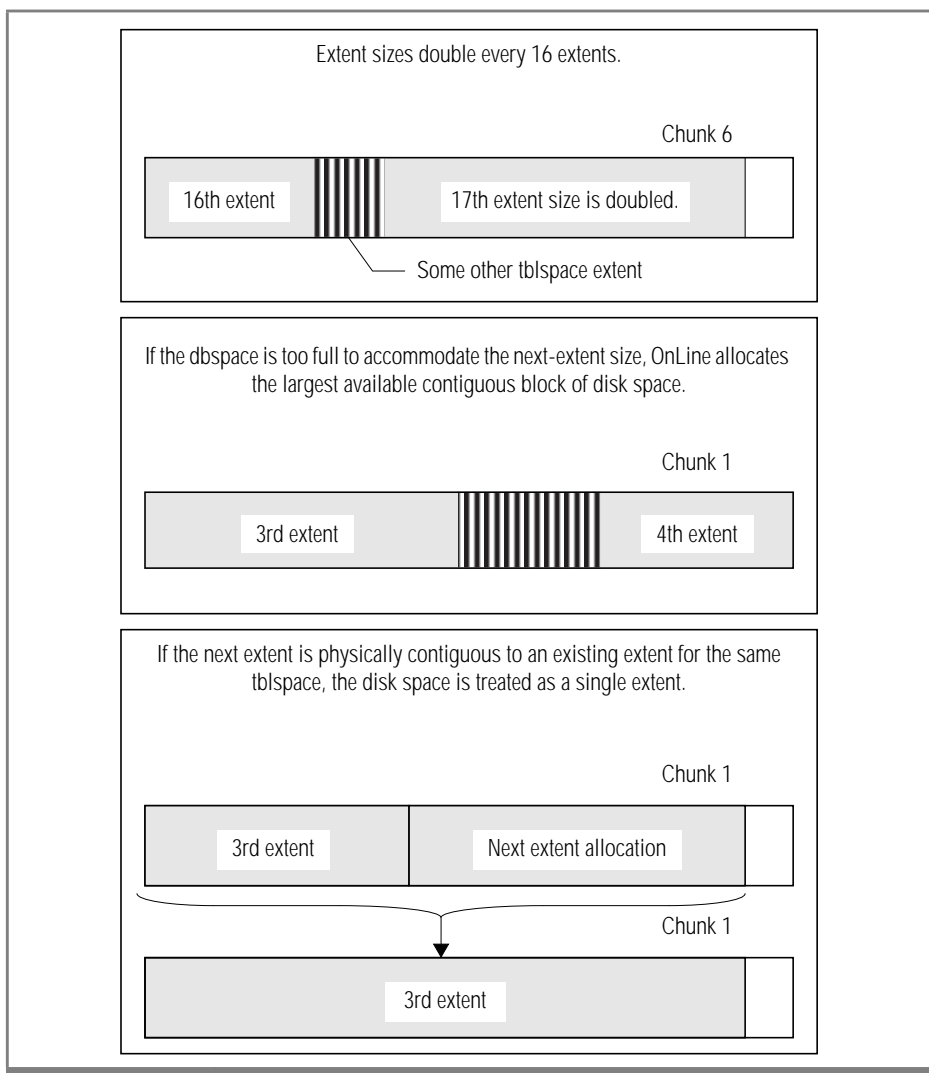 Extent sizes double every 16 extents.
Chunk 6
16th extent
17th extent size is doubled.
Some other tblspace extent
If the dbspace is too full to accommodate the next-extent size, OnLine allocates
the largest available contiguous block of disk space.
Chunk 1
3rd extent
4th extent
If the next extent is physically contiguous to an existing extent for the same
tblspace, the disk space is treated as a single extent.
Chunk 1
3rd extent
Next extent allocation
Chunk 1
3rd extent